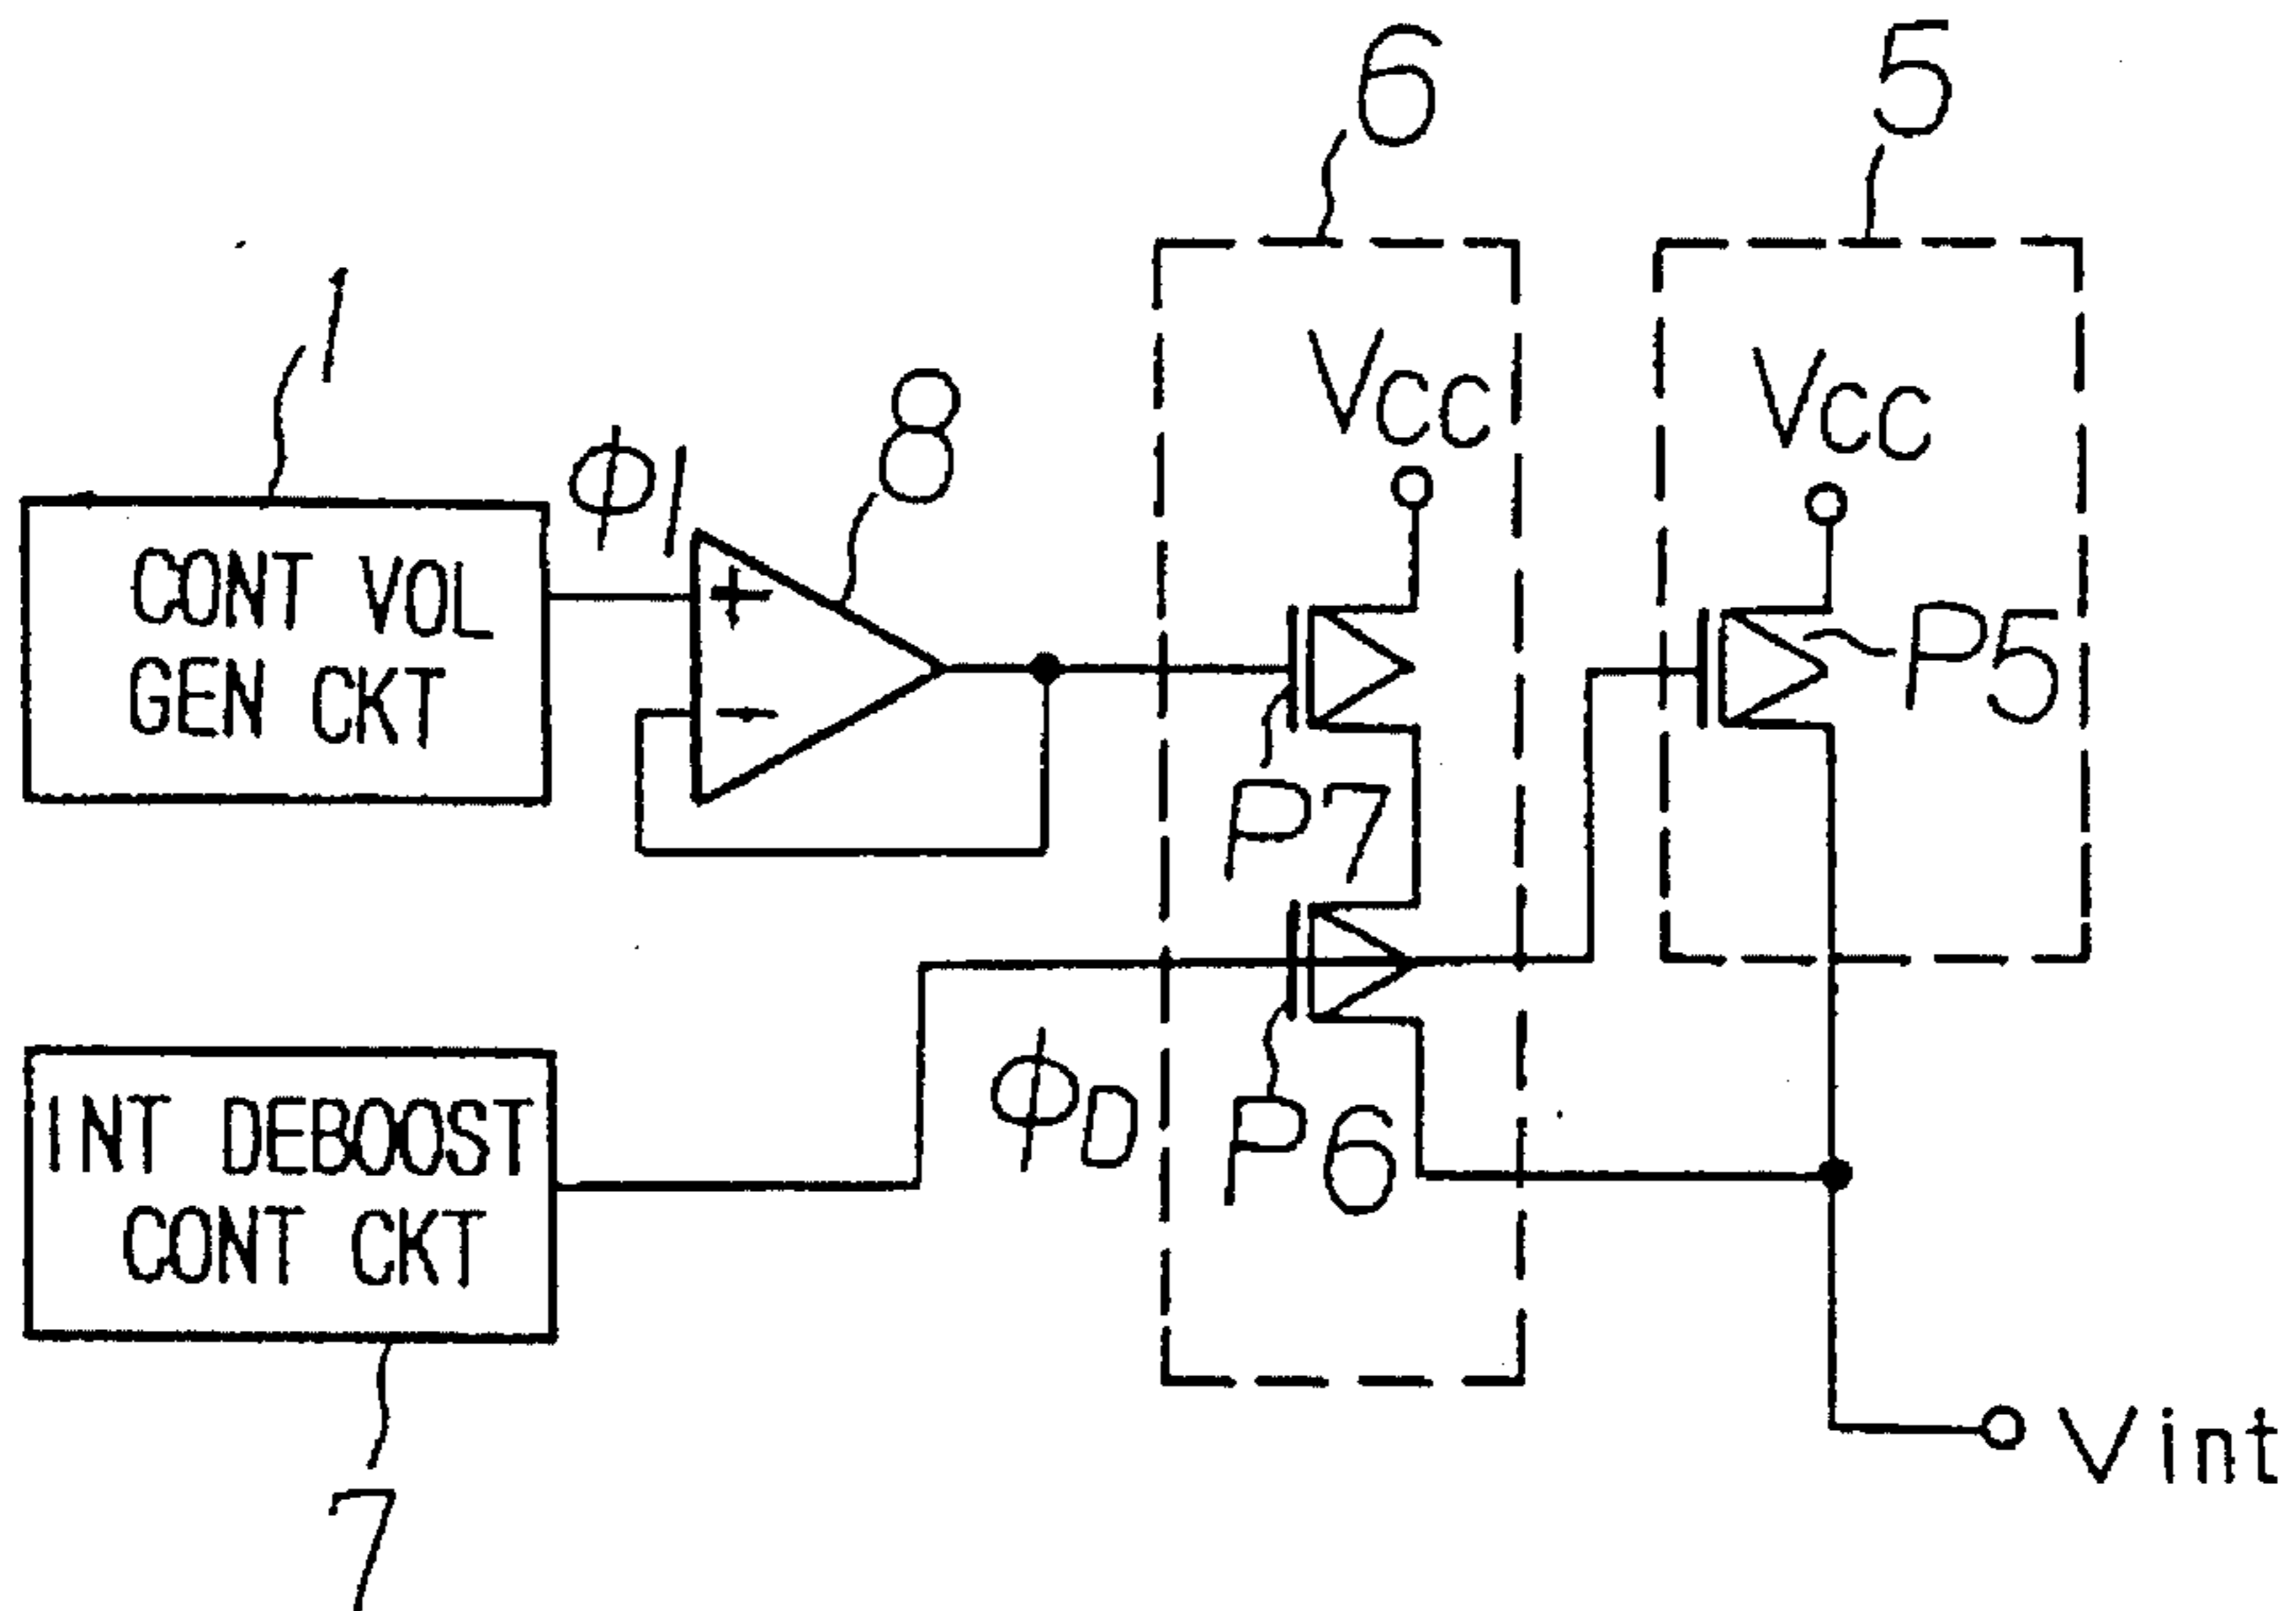 6
5
1
VCC
VCC
ϕ1
8
CONT VOL
GEN CKT
+
−
P5
P7
INT DEBOOST
CONT CKT
ϕD
P6
Vint
7